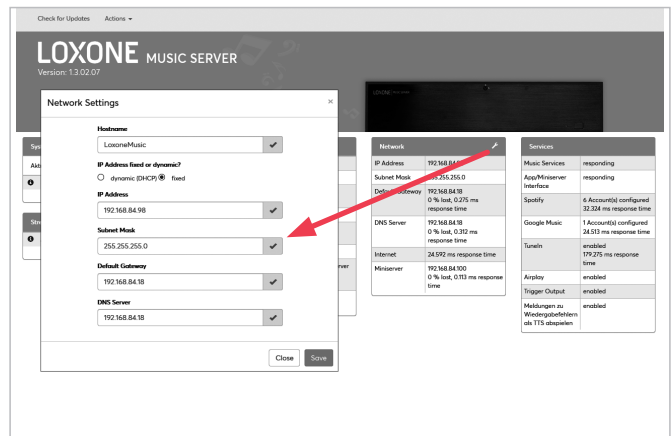 Check for Updates Actions
LOXONE MUSIC SERVER
Version: 1.3.02.07
Network Settings ×
Hostname
LoxoneMusic
IP Address fixed or dynamic?
dynamic (DHCP) fixed
IP Address
192.168.84.98
Subnet Mask
255.255.255.0
Default Gateway
192.168.84.18
DNS Server
192.168.84.18
Close Save
Network
IP Address
Subnet Mask 255.255.255.0
Default Gateway 192.168.84.18
0 % lost, 0.275 ms
response time
DNS Server 192.168.84.18
0 % lost, 0.312 ms
response time
Internet 24.592 ms response time
Miniserver 192.168.84.100
0 % lost, 0.113 ms response
time
Services
Music Services responding
App/Miniserver responding
Interface
Spotify 6 Account(s) configured
32.324 ms response time
Google Music 1 Account(s) configured
24.513 ms response time
TuneIn enabled
179.275 ms response
time
Airplay enabled
Trigger Output enabled
Meldungen zu enabled
Wiedergabefehlern
als TTS abspielen